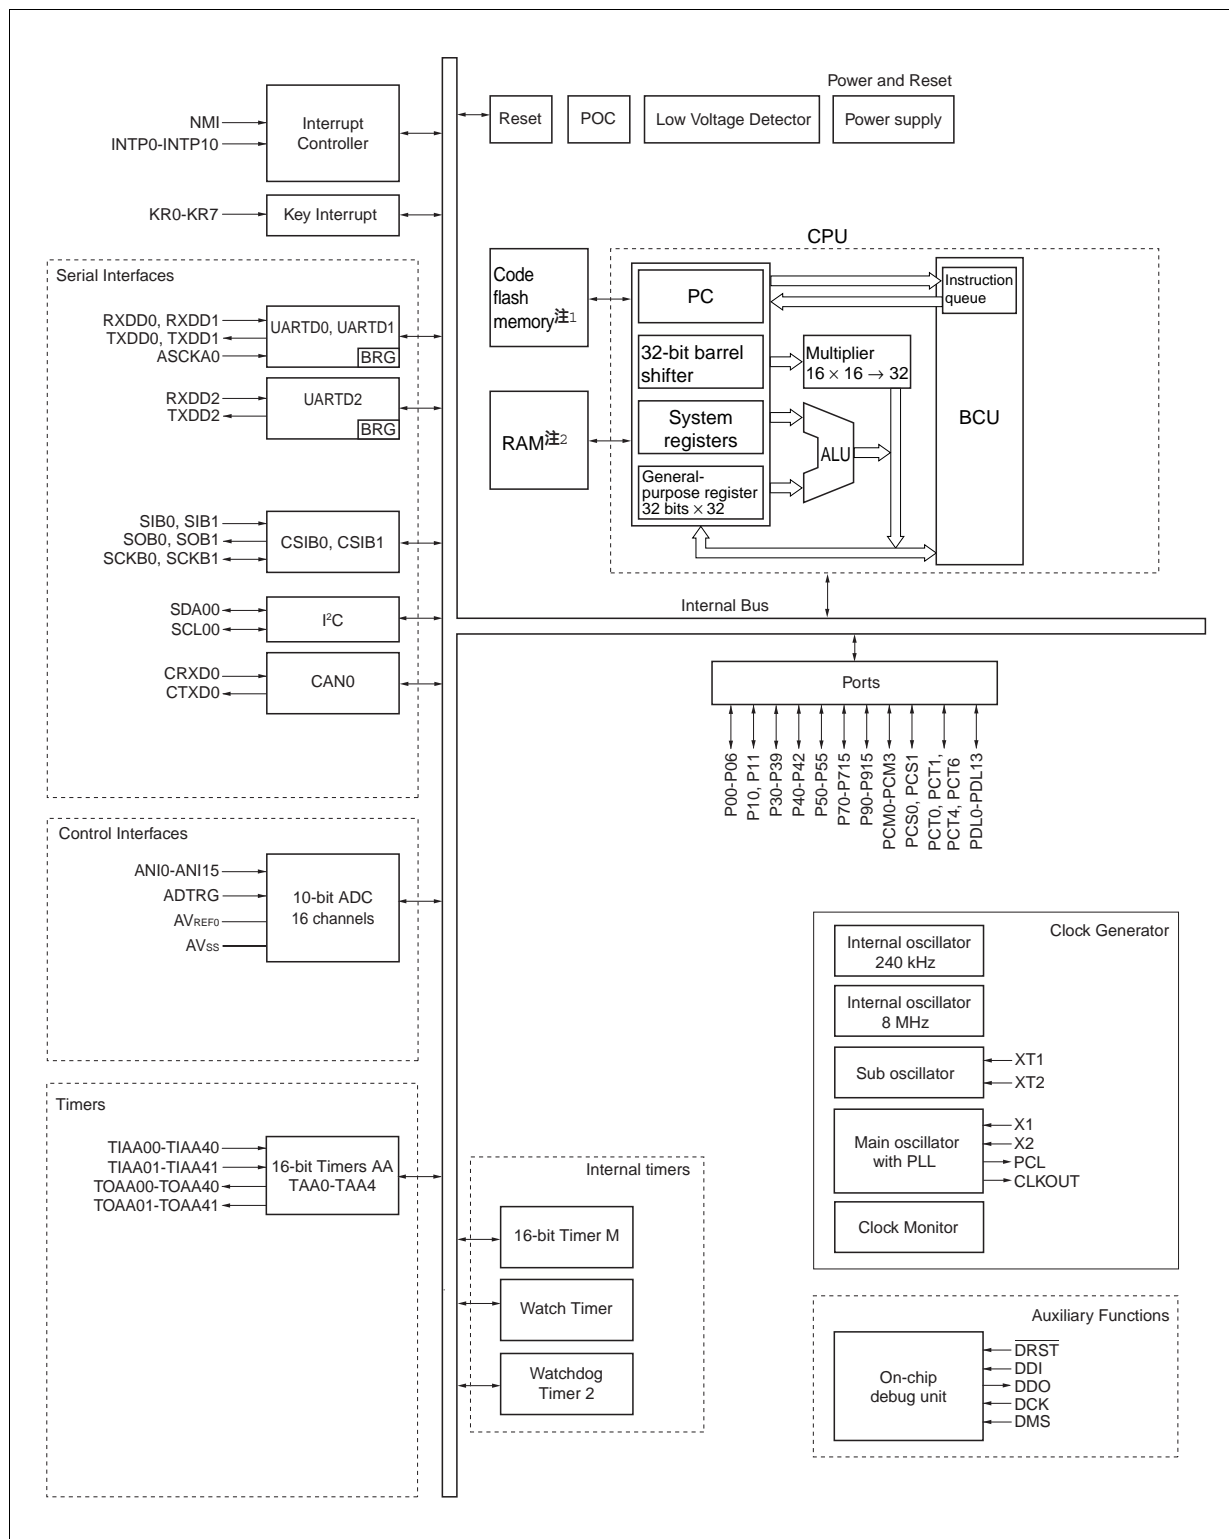 Power and Reset
NMI
INTP0-INTP10
Interrupt
Controller
Reset
POC
Low Voltage Detector
Power supply
KR0-KR7
Key Interrupt
Serial Interfaces
RXDD0, RXDD1
TXDD0, TXDD1
ASCKA0
UARTD0, UARTD1
BRG
RXDD2
TXDD2
UARTD2
BRG
SIB0, SIB1
SOB0, SOB1
SCKB0, SCKB1
CSIB0, CSIB1
SDA00
SCL00
I²C
CRXD0
CTXD0
CAN0
CPU
Code
flash
memory注1
RAM注2
PC
32-bit barrel
shifter
System
registers
General-
purpose register
32 bits × 32
Multiplier
16 × 16 → 32
ALU
Instruction
queue
BCU
Internal Bus
Ports
P00-P06
P10, P11
P30-P39
P40-P42
P50-P55
P70-P715
P90-P915
PCM0-PCM3
PCS0, PCS1
PCT0, PCT1,
PCT4, PCT6
PDL0-PDL13
Control Interfaces
ANI0-ANI15
ADTRG
AVREF0
AVSS
10-bit ADC
16 channels
Clock Generator
Internal oscillator
240 kHz
Internal oscillator
8 MHz
Sub oscillator
XT1
XT2
Main oscillator
with PLL
X1
X2
PCL
CLKOUT
Clock Monitor
Timers
TIAA00-TIAA40
TIAA01-TIAA41
TOAA00-TOAA40
TOAA01-TOAA41
16-bit Timers AA
TAA0-TAA4
Internal timers
16-bit Timer M
Watch Timer
Watchdog
Timer 2
Auxiliary Functions
On-chip
debug unit
DRST
DDI
DDO
DCK
DMS